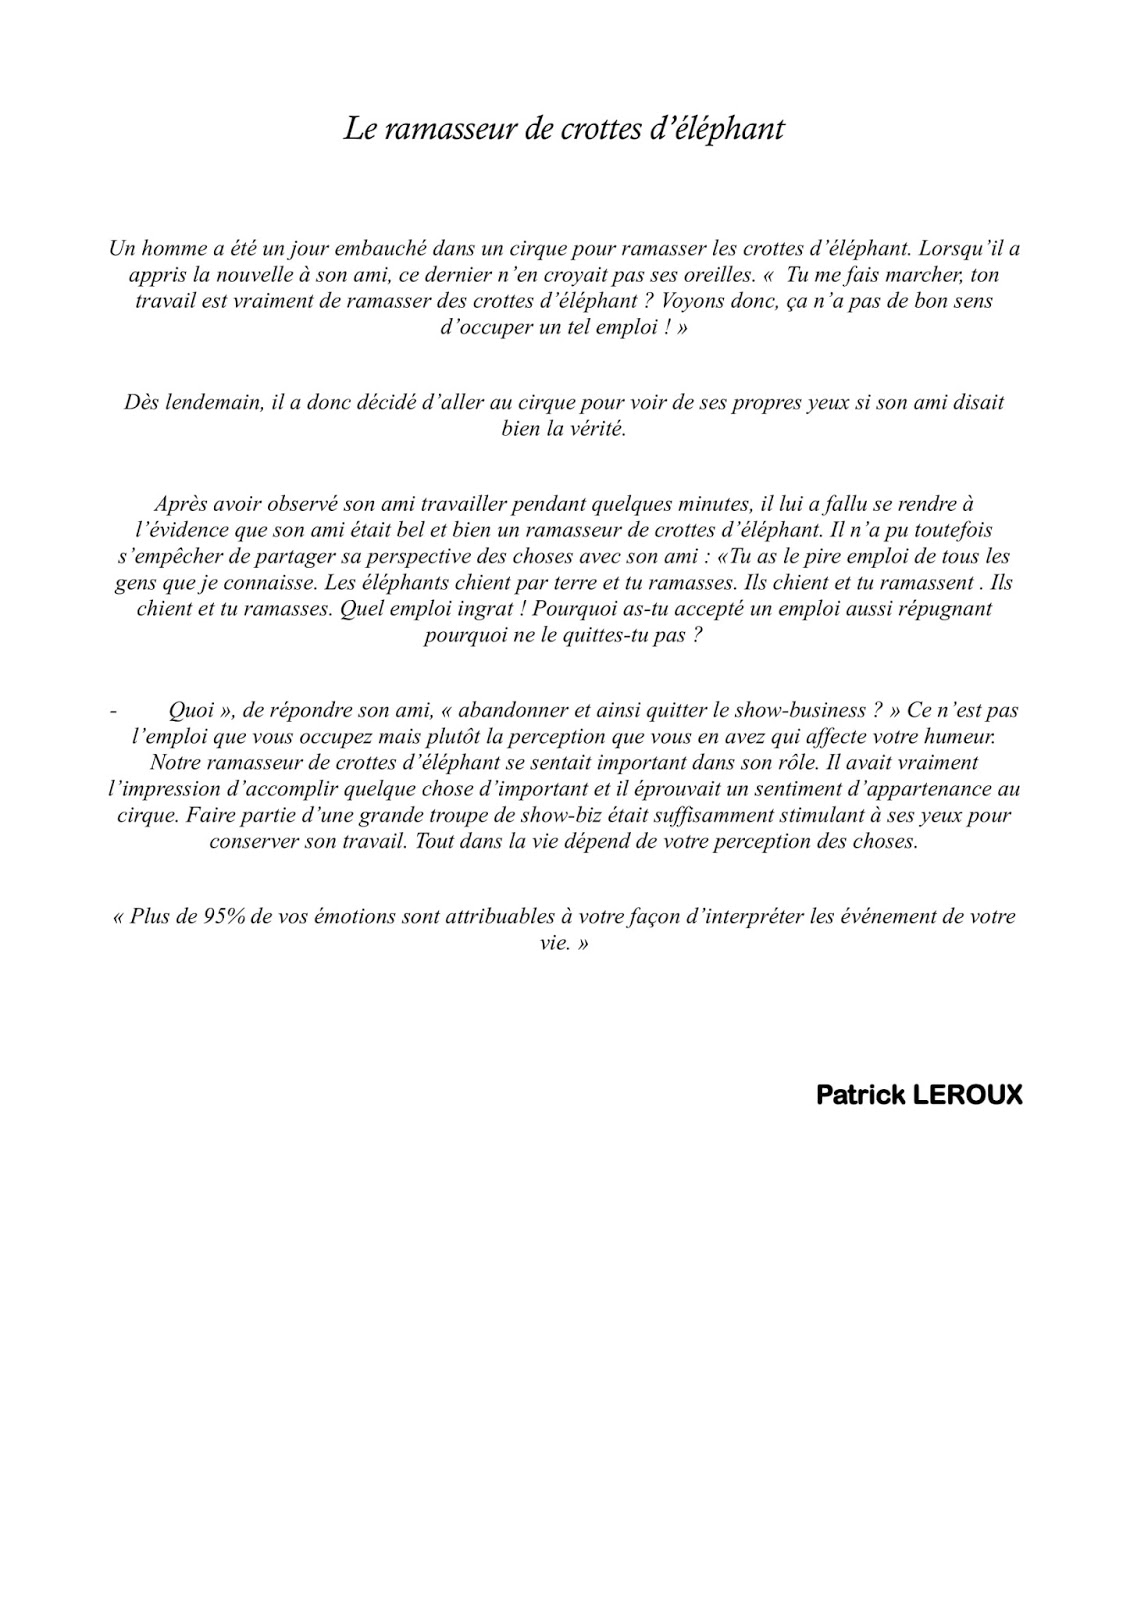 Le ramasseur de crottes d’éléphant
Un homme a été un jour embauché dans un cirque pour ramasser les crottes d’éléphant. Lorsqu’il a
appris la nouvelle à son ami, ce dernier n’en croyait pas ses oreilles. «  Tu me fais marcher, ton
travail est vraiment de ramasser des crottes d’éléphant ? Voyons donc, ça n’a pas de bon sens
d’occuper un tel emploi ! »
Dès lendemain, il a donc décidé d’aller au cirque pour voir de ses propres yeux si son ami disait
bien la vérité.
Après avoir observé son ami travailler pendant quelques minutes, il lui a fallu se rendre à
l’évidence que son ami était bel et bien un ramasseur de crottes d’éléphant. Il n’a pu toutefois
s’empêcher de partager sa perspective des choses avec son ami : «Tu as le pire emploi de tous les
gens que je connaisse. Les éléphants chient par terre et tu ramasses. Ils chient et tu ramassent . Ils
chient et tu ramasses. Quel emploi ingrat ! Pourquoi as-tu accepté un emploi aussi répugnant
pourquoi ne le quittes-tu pas ?
- Quoi », de répondre son ami, « abandonner et ainsi quitter le show-business ? » Ce n’est pas
l’emploi que vous occupez mais plutôt la perception que vous en avez qui affecte votre humeur.
Notre ramasseur de crottes d’éléphant se sentait important dans son rôle. Il avait vraiment
l’impression d’accomplir quelque chose d’important et il éprouvait un sentiment d’appartenance au
cirque. Faire partie d’une grande troupe de show-biz était suffisamment stimulant à ses yeux pour
conserver son travail. Tout dans la vie dépend de votre perception des choses.
« Plus de 95% de vos émotions sont attribuables à votre façon d’interpréter les événement de votre
vie. »
Patrick LEROUX